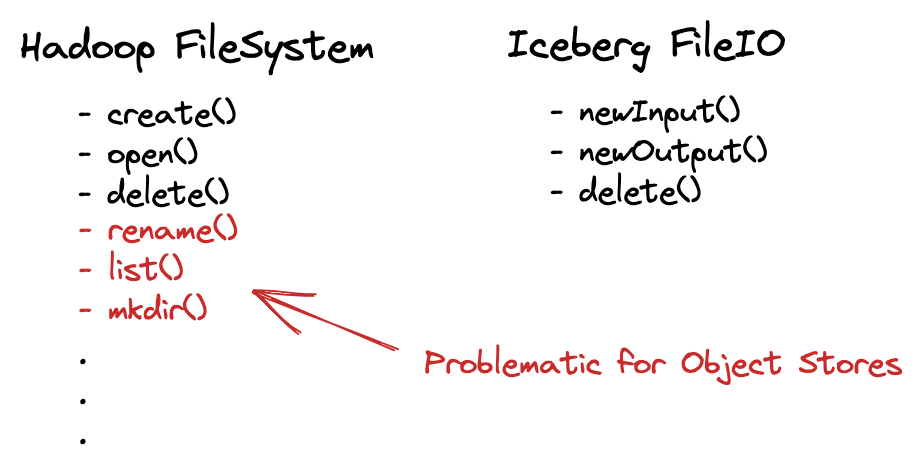 Hadoop FileSystem
- create()
- open()
- delete()
- rename()
- list()
- mkdir()
.
.
.
Iceberg FileIO
- newInput()
- newOutput()
- delete()
Problematic for Object Stores